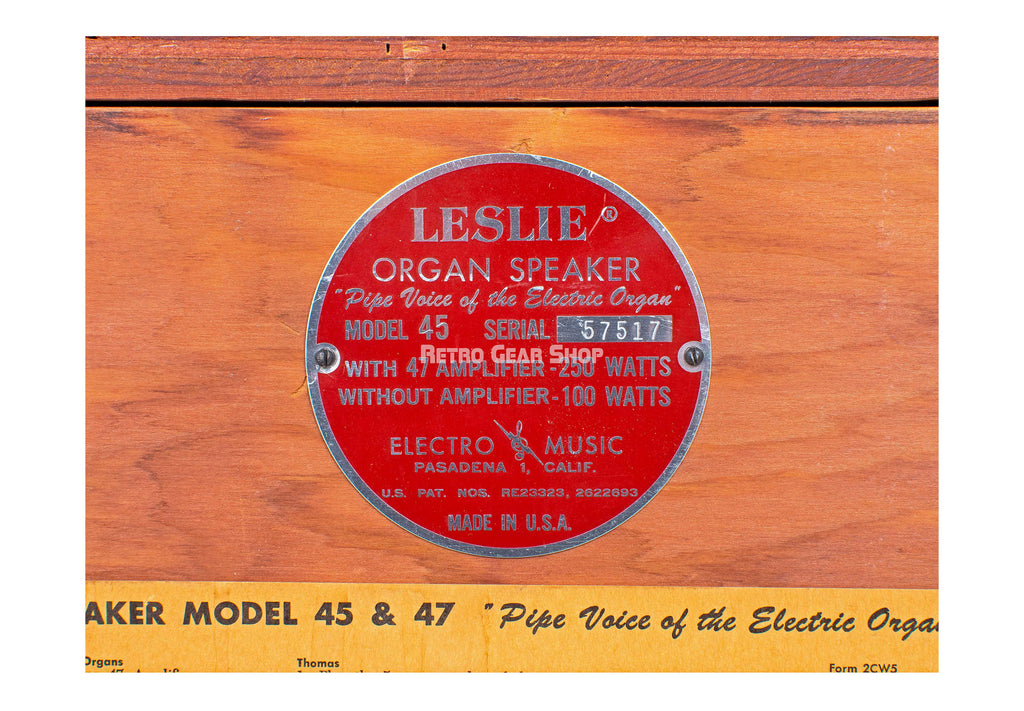 LESLIE®
ORGAN SPEAKER
"Pipe Voice of the Electric Organ"
MODEL 45 SERIAL 57517
RETRO GEAR SHOP
WITH 47 AMPLIFIER-250 WATTS
WITHOUT AMPLIFIER-100 WATTS
ELECTRO MUSIC
PASADENA 1, CALIF.
U.S. PAT. NOS. RE23323, 2622693
MADE IN U.S.A.
AKER MODEL 45 & 47 "Pipe Voice of the Electric Orga
Organs Thomas Form 2CW5